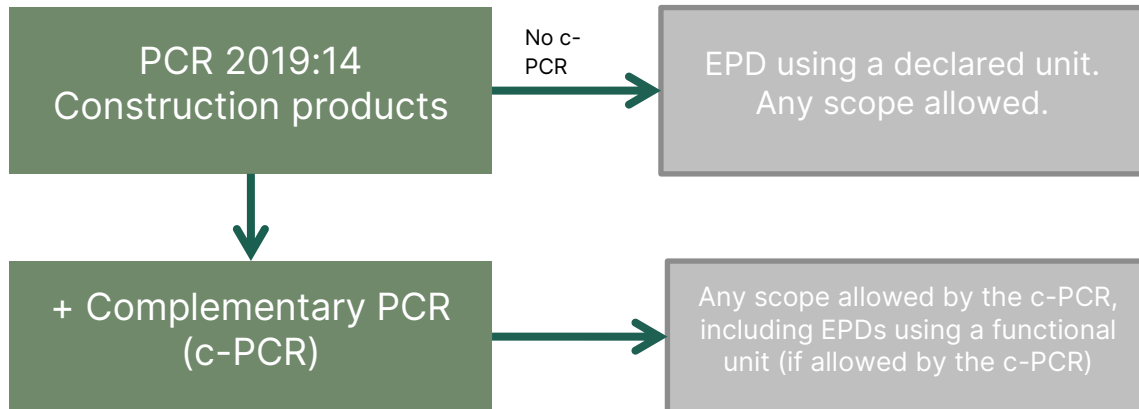 PCR 2019:14
Construction products
No c-
PCR
EPD using a declared unit.
Any scope allowed.
+ Complementary PCR
(c-PCR)
Any scope allowed by the c-PCR,
including EPDs using a functional
unit (if allowed by the c-PCR)